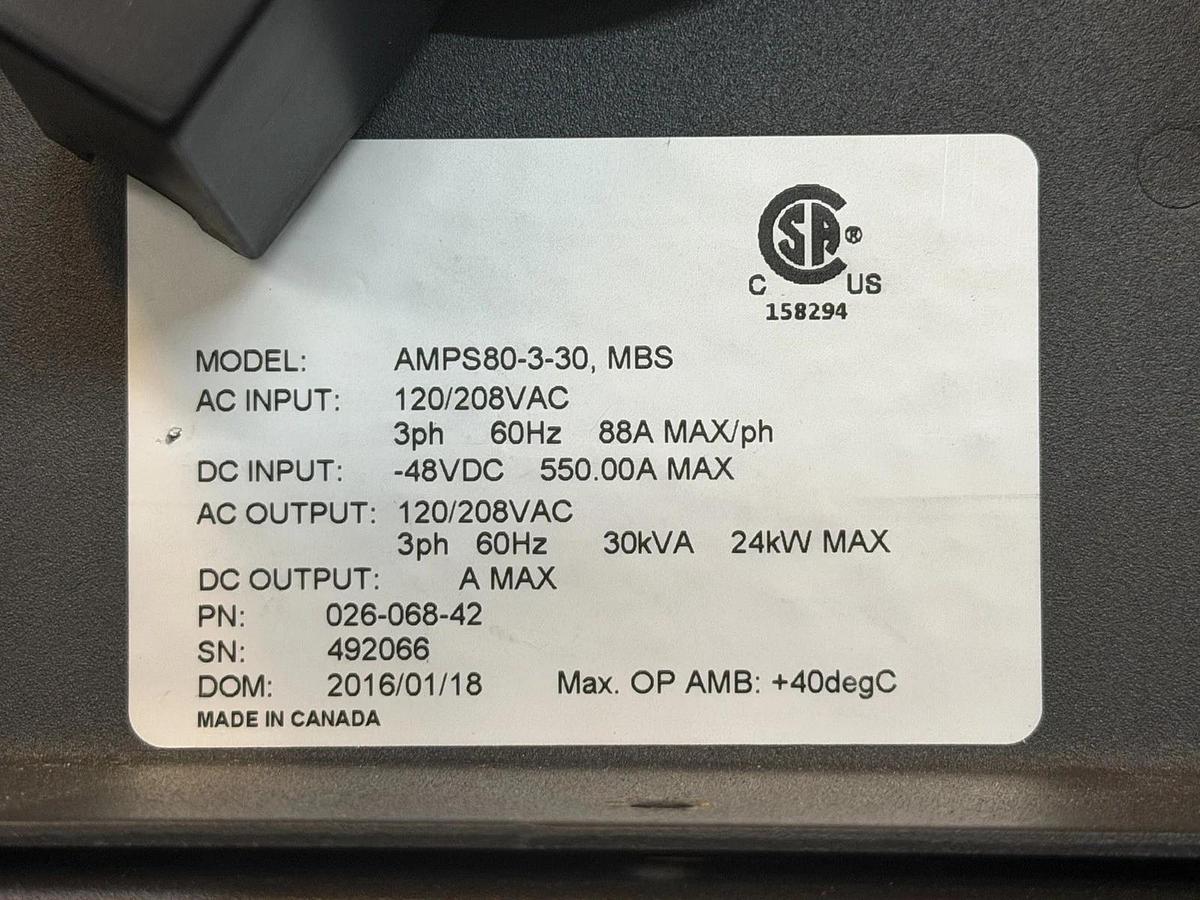 CSA®
C US
158294
MODEL: AMPS80-3-30, MBS
AC INPUT: 120/208VAC
3ph 60Hz 88A MAX/ph
DC INPUT: -48VDC 550.00A MAX
AC OUTPUT: 120/208VAC
3ph 60Hz 30kVA 24kW MAX
DC OUTPUT: A MAX
PN: 026-068-42
SN: 492066
DOM: 2016/01/18 Max. OP AMB: +40degC
MADE IN CANADA